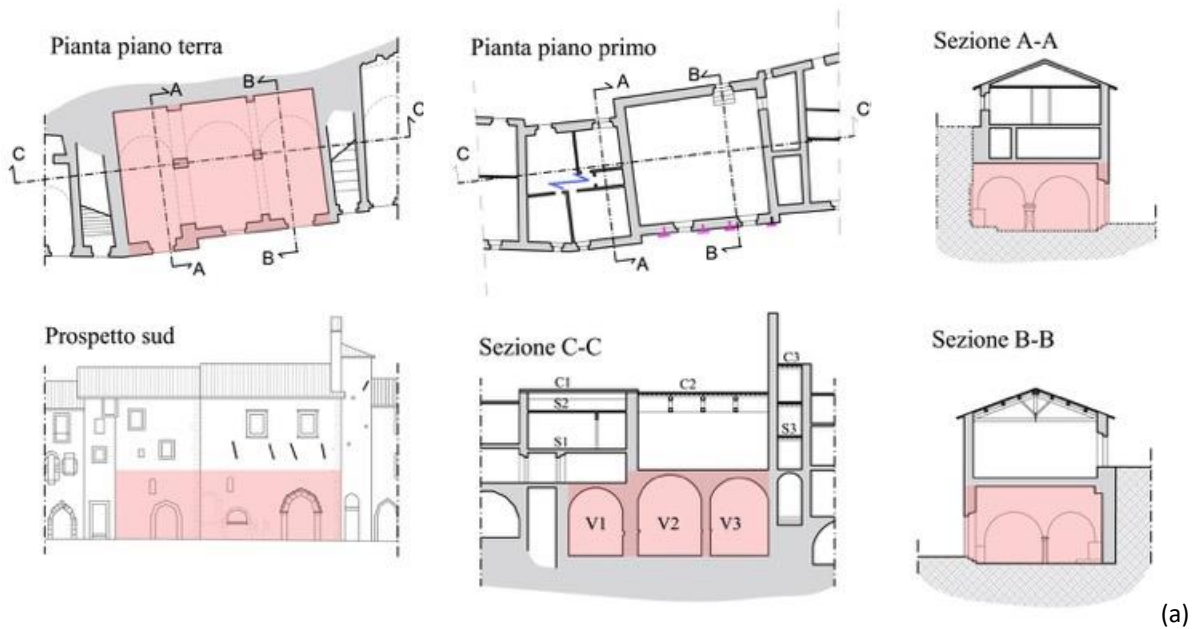 Pianta piano terra
A
B
C
C
A
B
Pianta piano primo
A
B
C
C'
A
B
Sezione A-A
Prospetto sud
Sezione C-C
C1
C2
C3
S2
S1
S3
V1
V2
V3
Sezione B-B
(a)